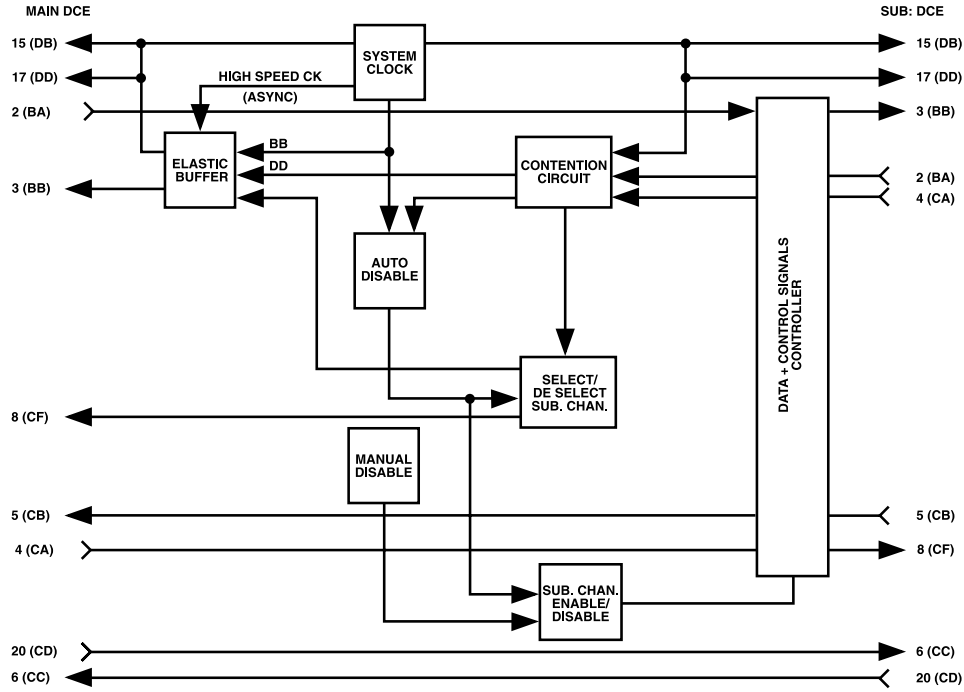 MAIN DCE
SUB: DCE
15 (DB)
SYSTEM
CLOCK
15 (DB)
17 (DD)
HIGH SPEED CK
(ASYNC)
17 (DD)
2 (BA)
3 (BB)
ELASTIC
BUFFER
BB
DD
CONTENTION
CIRCUIT
3 (BB)
2 (BA)
4 (CA)
AUTO
DISABLE
DATA + CONTROL SIGNALS
CONTROLLER
SELECT/
DE SELECT
SUB. CHAN.
8 (CF)
MANUAL
DISABLE
5 (CB)
5 (CB)
4 (CA)
8 (CF)
SUB. CHAN.
ENABLE/
DISABLE
20 (CD)
6 (CC)
6 (CC)
20 (CD)